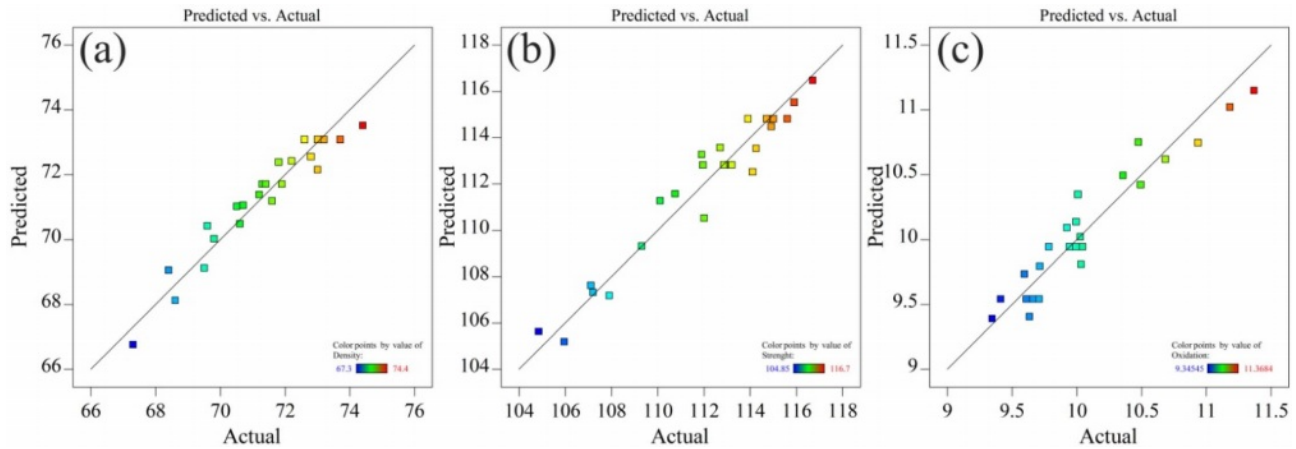 Predicted vs. Actual
(a)
Predicted
76
74
72
70
68
66
66 68 70 72 74 76
Actual
Color points by value of
Density:
67.3 74.4
Predicted vs. Actual
(b)
Predicted
118
116
114
112
110
108
106
104
104 106 108 110 112 114 116 118
Actual
Color points by value of
Strenght:
104.85 116.7
Predicted vs. Actual
(c)
Predicted
11.5
11
10.5
10
9.5
9
9 9.5 10 10.5 11 11.5
Actual
Color points by value of
Oxidation:
9.34545 11.3684